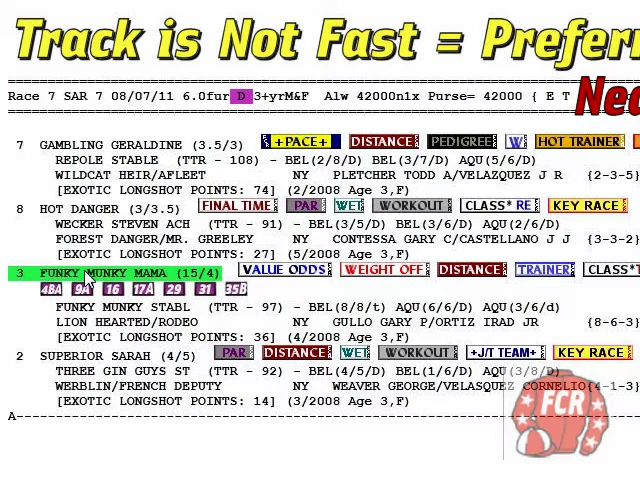 Track is Not Fast = Preferr
================================================================================
Race 7 SAR 7 08/07/11 6.0fur D 3+yrM&F Alw 42000n1x Purse= 42000 { E T
Nea
================================================================================
7 GAMBLING GERALDINE (3.5/3) +PACE+ DISTANCE PEDIGREE W HOT TRAINER
REPOLE STABLE (TTR - 108) - BEL(2/8/D) BEL(3/7/D) AQU(5/6/D)
WILDCAT HEIR/AFLEET NY PLETCHER TODD A/VELAZQUEZ J R {2-3-5}
[EXOTIC LONGSHOT POINTS: 74] (2/2008 Age 3,F)
8 HOT DANGER (3/3.5) FINAL TIME PAR WET WORKOUT CLASS* RE KEY RACE
WECKER STEVEN ACH (TTR - 91) - BEL(3/5/D) BEL(3/5/D) AQU(2/6/D)
FOREST DANGER/MR. GREELEY NY CONTESSA GARY C/CASTELLANO J J {3-3-2}
[EXOTIC LONGSHOT POINTS: 27] (5/2008 Age 3,F)
3 FUNKY MUNKY MAMA (15/4) VALUE ODDS WEIGHT OFF DISTANCE TRAINER CLASS*T
4BA 9A 16 17A 29 31 35B
FUNKY MUNKY STABL (TTR - 97) - BEL(8/8/t) AQU(6/6/D) AQU(3/6/d)
LION HEARTED/RODEO NY GULLO GARY P/ORTIZ IRAD JR {8-6-3}
[EXOTIC LONGSHOT POINTS: 36] (4/2008 Age 3,F)
2 SUPERIOR SARAH (4/5) PAR DISTANCE WET WORKOUT +J/T TEAM+ KEY RACE
THREE GIN GUYS ST (TTR - 92) - BEL(4/5/D) BEL(1/6/D) AQU(3/8/D)
WERBLIN/FRENCH DEPUTY NY WEAVER GEORGE/VELASQUEZ CORNELIO{4-1-3}
[EXOTIC LONGSHOT POINTS: 14] (3/2008 Age 3,F)
A--------------------------------------------------------------------------------
FCR